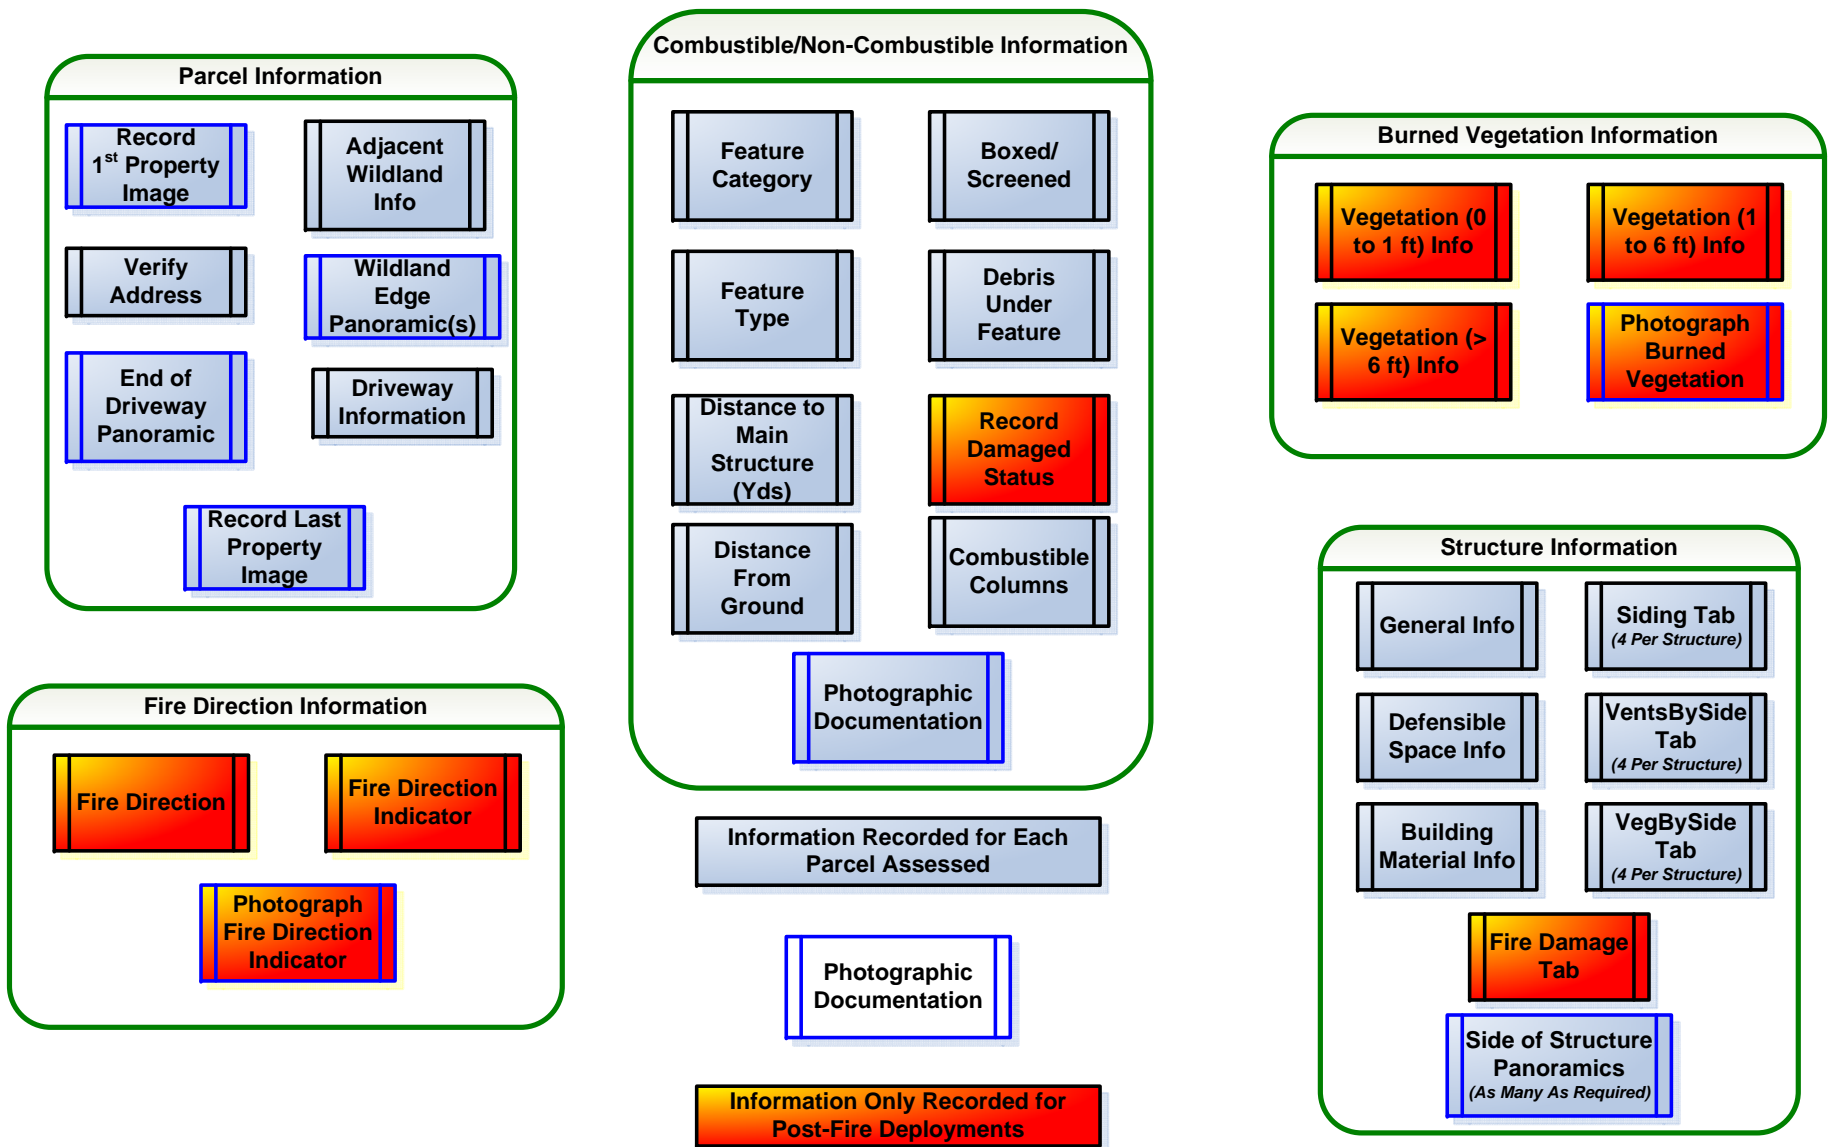 Parcel Information
Record
1st Property
Image
Adjacent
Wildland
Info
Verify
Address
Wildland
Edge
Panoramic(s)
End of
Driveway
Panoramic
Driveway
Information
Record Last
Property
Image
Fire Direction Information
Fire Direction
Fire Direction
Indicator
Photograph
Fire Direction
Indicator
Combustible/Non-Combustible Information
Feature
Category
Boxed/
Screened
Feature
Type
Debris
Under
Feature
Distance to
Main
Structure
(Yds)
Record
Damaged
Status
Distance
From
Ground
Combustible
Columns
Photographic
Documentation
Information Recorded for Each
Parcel Assessed
Photographic
Documentation
Information Only Recorded for
Post-Fire Deployments
Burned Vegetation Information
Vegetation (0
to 1 ft) Info
Vegetation (1
to 6 ft) Info
Vegetation (>
6 ft) Info
Photograph
Burned
Vegetation
Structure Information
General Info
Siding Tab
(4 Per Structure)
Defensible
Space Info
VentsBySide
Tab
(4 Per Structure)
Building
Material Info
VegBySide
Tab
(4 Per Structure)
Fire Damage
Tab
Side of Structure
Panoramics
(As Many As Required)